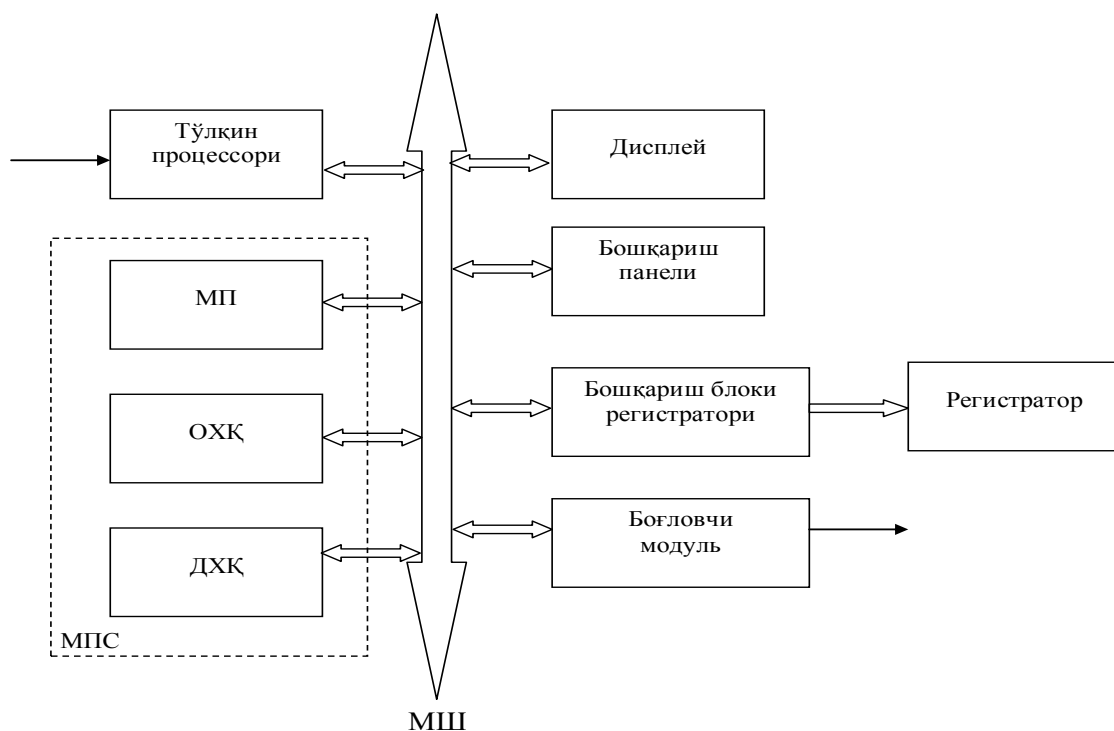 Тўлқин
процессори
МП
ОХҚ
ДХҚ
МПС
МШ
Дисплей
Бошқариш
панели
Бошқариш блоки
регистратори
Регистратор
Боғловчи
модуль